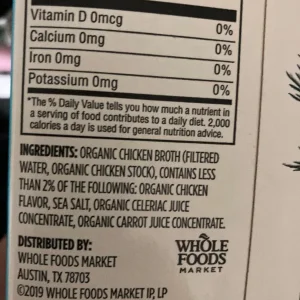 Vitamin D 0mcg 0%
Calcium 0mg 0%
Iron 0mg 0%
Potassium 0mg 0%
*The % Daily Value tells you how much a nutrient in
a serving of food contributes to a daily diet. 2,000
calories a day is used for general nutrition advice.
INGREDIENTS: ORGANIC CHICKEN BROTH (FILTERED
WATER, ORGANIC CHICKEN STOCK), CONTAINS LESS
THAN 2% OF THE FOLLOWING: ORGANIC CHICKEN
FLAVOR, SEA SALT, ORGANIC CELERIAC JUICE
CONCENTRATE, ORGANIC CARROT JUICE CONCENTRATE.
DISTRIBUTED BY:
WHOLE FOODS MARKET
AUSTIN, TX 78703
©2019 WHOLE FOODS MARKET IP, LP
WHOLE
FOODS
MARKET